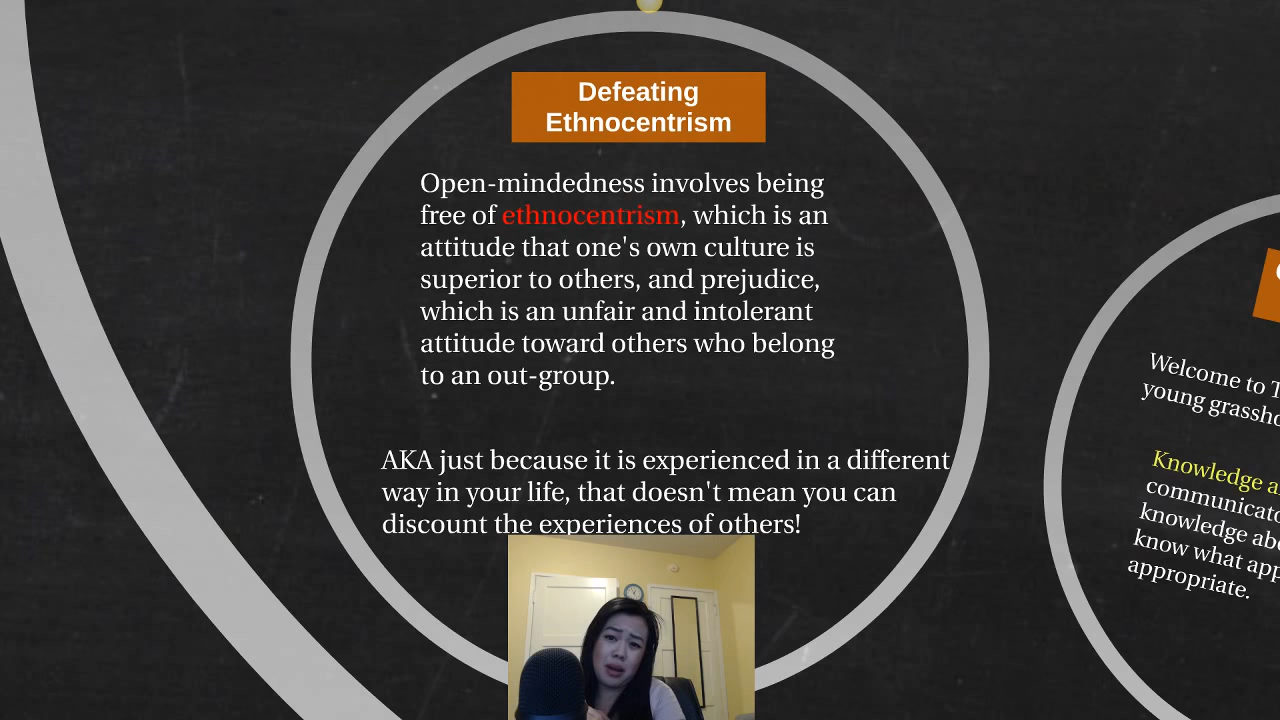 Defeating
Ethnocentrism
Open-mindedness involves being
free of ethnocentrism, which is an
attitude that one's own culture is
superior to others, and prejudice,
which is an unfair and intolerant
attitude toward others who belong
to an out-group.
AKA just because it is experienced in a different
way in your life, that doesn't mean you can
discount the experiences of others!
Welcome to
young
Knowledge
knowledge
know what
appropriate.